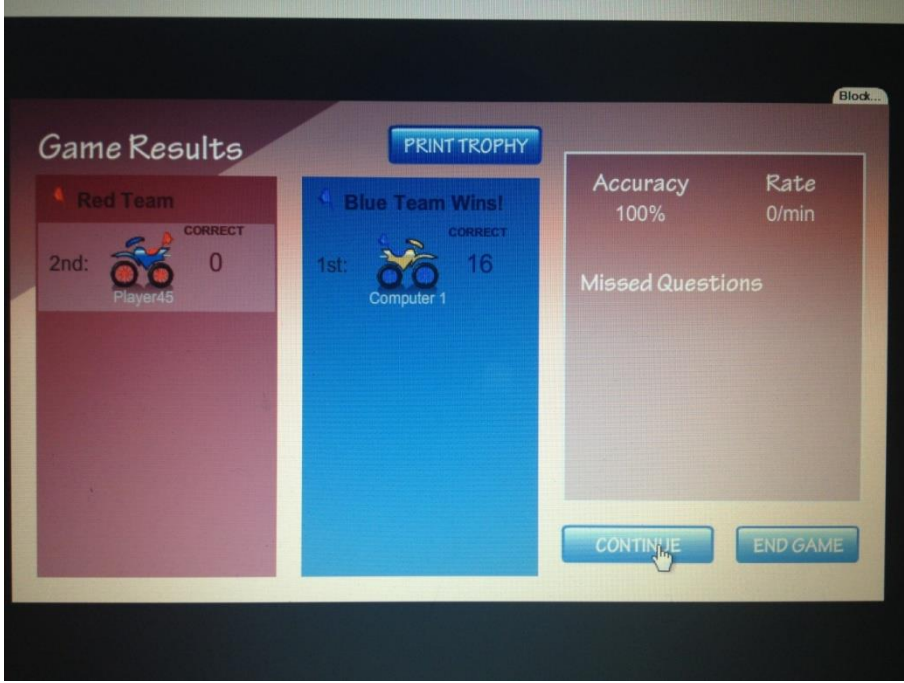 Block...
Game Results
PRINT TROPHY
Red Team
CORRECT
2nd:
0
Player45
Blue Team Wins!
CORRECT
1st:
16
Computer 1
Accuracy
Rate
100%
0/min
Missed Questions
CONTINUE
END GAME